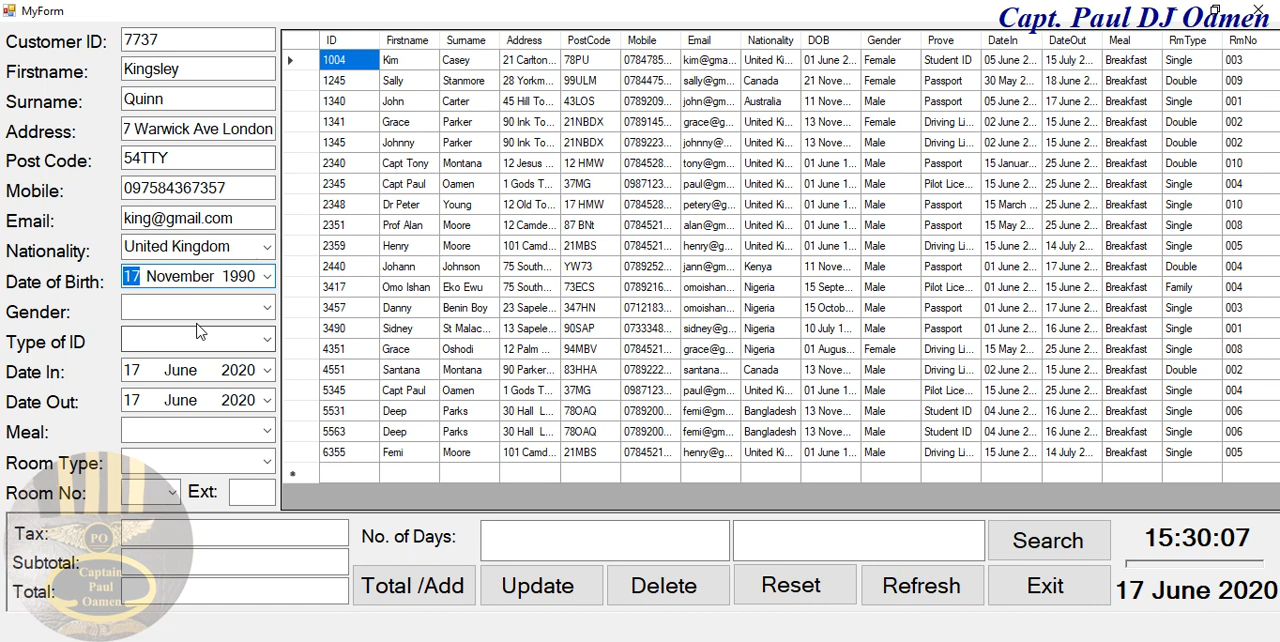 MyForm
Capt. Paul DJ Oamen
Customer ID: 7737
Firstname: Kingsley
Surname: Quinn
Address: 7 Warwick Ave London
Post Code: 54TTY
Mobile: 097584367357
Email: king@gmail.com
Nationality: United Kingdom
Date of Birth: 17 November 1990
Gender:
Type of ID
Date In: 17 June 2020
Date Out: 17 June 2020
Meal:
Room Type:
Room No: Ext:
ID Firstname Surname Address PostCode Mobile Email Nationality DOB Gender Prove DateIn DateOut Meal RmType RmNo
1004 Kim Casey 21 Carlton... 78PU 0784785... kim@gma... United Ki... 01 June 2... Female Student ID 05 June 2... 15 July 2... Breakfast Single 003
1245 Sally Stanmore 28 Yorkm... 99ULM 0784475... sally@gm... Canada 21 Nove... Female Passport 30 May 2... 18 June 2... Breakfast Double 009
1340 John Carter 45 Hill To... 43LOS 0789209... john@gm... Australia 11 Nove... Male Passport 05 June 2... 17 June 2... Breakfast Single 001
1341 Grace Parker 90 Ink To... 21NBDX 0789145... grace@g... United Ki... 13 Nove... Female Driving Li... 01 June 2... 25 June 2... Breakfast Double 002
1345 Johnny Parker 90 Ink To... 21NBDX 0789223... johnny@... United Ki... 13 Nove... Male Driving Li... 01 June 2... 25 June 2... Breakfast Double 002
2340 Capt Tony Montana 12 Jesus ... 12 HMW 0784528... tony@gm... United Ki... 01 June 1... Male Passport 15 Januar... 25 June 2... Breakfast Double 010
2345 Capt Paul Oamen 1 Gods T... 37MG 0987123... paul@gm... United Ki... 01 June 1... Male Pilot Lice... 15 June 2... 25 June 2... Breakfast Single 004
2348 Dr Peter Young 12 Old To... 17 HMW 0784528... petery@g... United Ki... 01 June 1... Male Passport 15 March ... 25 June 2... Breakfast Single 010
2351 Prof Alan Moore 12 Camde... 87 BNt 0784521... alan@gm... United Ki... 01 June 1... Male Passport 15 May 2... 25 June 2... Breakfast Single 008
2359 Henry Moore 101 Camd... 21MBS 0784521... henry@g... United Ki... 01 June 1... Male Driving Li... 15 June 2... 14 July 2... Breakfast Single 005
2440 Johann Johnson 75 South... YW73 0789252... jann@gm... Kenya 11 Nove... Male Passport 01 June 2... 17 June 2... Breakfast Double 004
3417 Omo Ishan Eko Ewu 75 South... 73ECS 0789216... omoishan... Nigeria 15 Septe... Male Pilot Lice... 01 June 2... 17 June 2... Breakfast Family 004
3457 Danny Benin Boy 23 Sapele... 347HN 0712183... omoishan... Nigeria 15 Octob... Male Passport 01 June 2... 17 June 2... Breakfast Single 003
3490 Sidney St Malac... 13 Sapele... 90SAP 0733348... sidney@g... Nigeria 10 July 1... Male Passport 01 June 2... 16 June 2... Breakfast Single 001
4351 Grace Oshodi 12 Palm ... 94MBV 0784521... grace@g... Nigeria 01 Augus... Female Driving Li... 15 May 2... 25 June 2... Breakfast Single 008
4551 Santana Montana 90 Parker... 83HHA 0789222... santana... Canada 13 Nove... Male Driving Li... 01 June 2... 22 June 2... Breakfast Double 002
5345 Capt Paul Oamen 1 Gods T... 37MG 0987123... paul@gm... United Ki... 01 June 1... Male Pilot Lice... 15 June 2... 25 June 2... Breakfast Single 004
5531 Deep Parks 30 Hall L... 78OAQ 0789200... femi@gm... Bangladesh 13 Nove... Male Student ID 04 June 2... 16 June 2... Breakfast Single 006
5563 Deep Parks 30 Hall L... 78OAQ 0789200... femi@gm... Bangladesh 13 Nove... Male Student ID 04 June 2... 16 June 2... Breakfast Single 006
6355 Femi Moore 101 Camd... 21MBS 0784521... henry@g... United Ki... 01 June 1... Male Driving Li... 15 June 2... 14 July 2... Breakfast Single 005
Tax:
Subtotal:
Total:
PO
Captain
Paul
Oamen
No. of Days:
Search
Total /Add Update Delete Reset Refresh Exit
15:30:07
17 June 2020